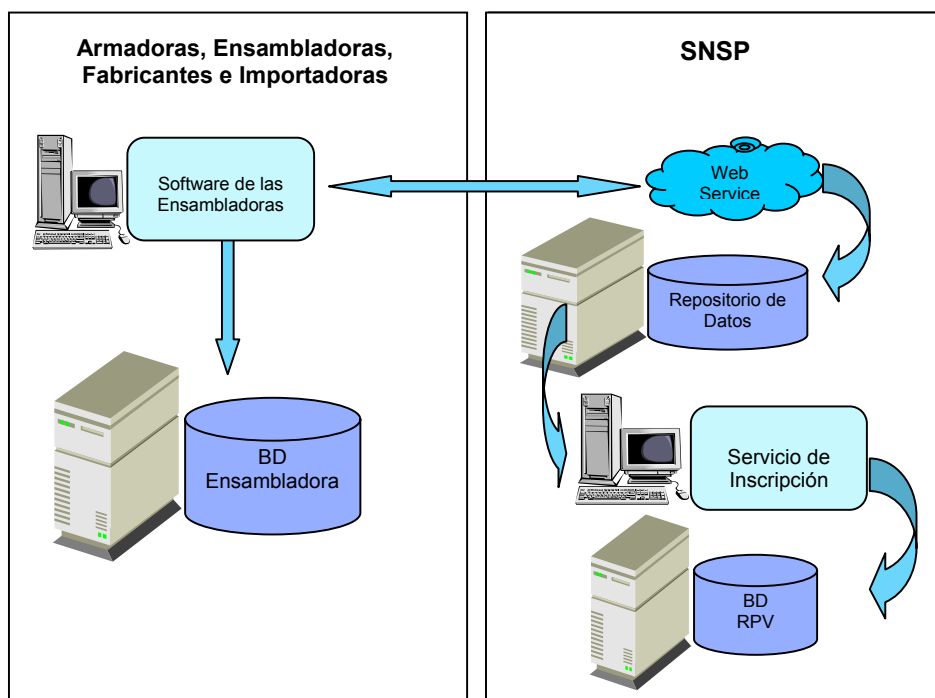 Armadoras, Ensambladoras,
Fabricantes e Importadoras
Software de las
Ensambladoras
BD
Ensambladora
SNSP
Web
Service
Repositorio de
Datos
Servicio de
Inscripción
BD
RPV